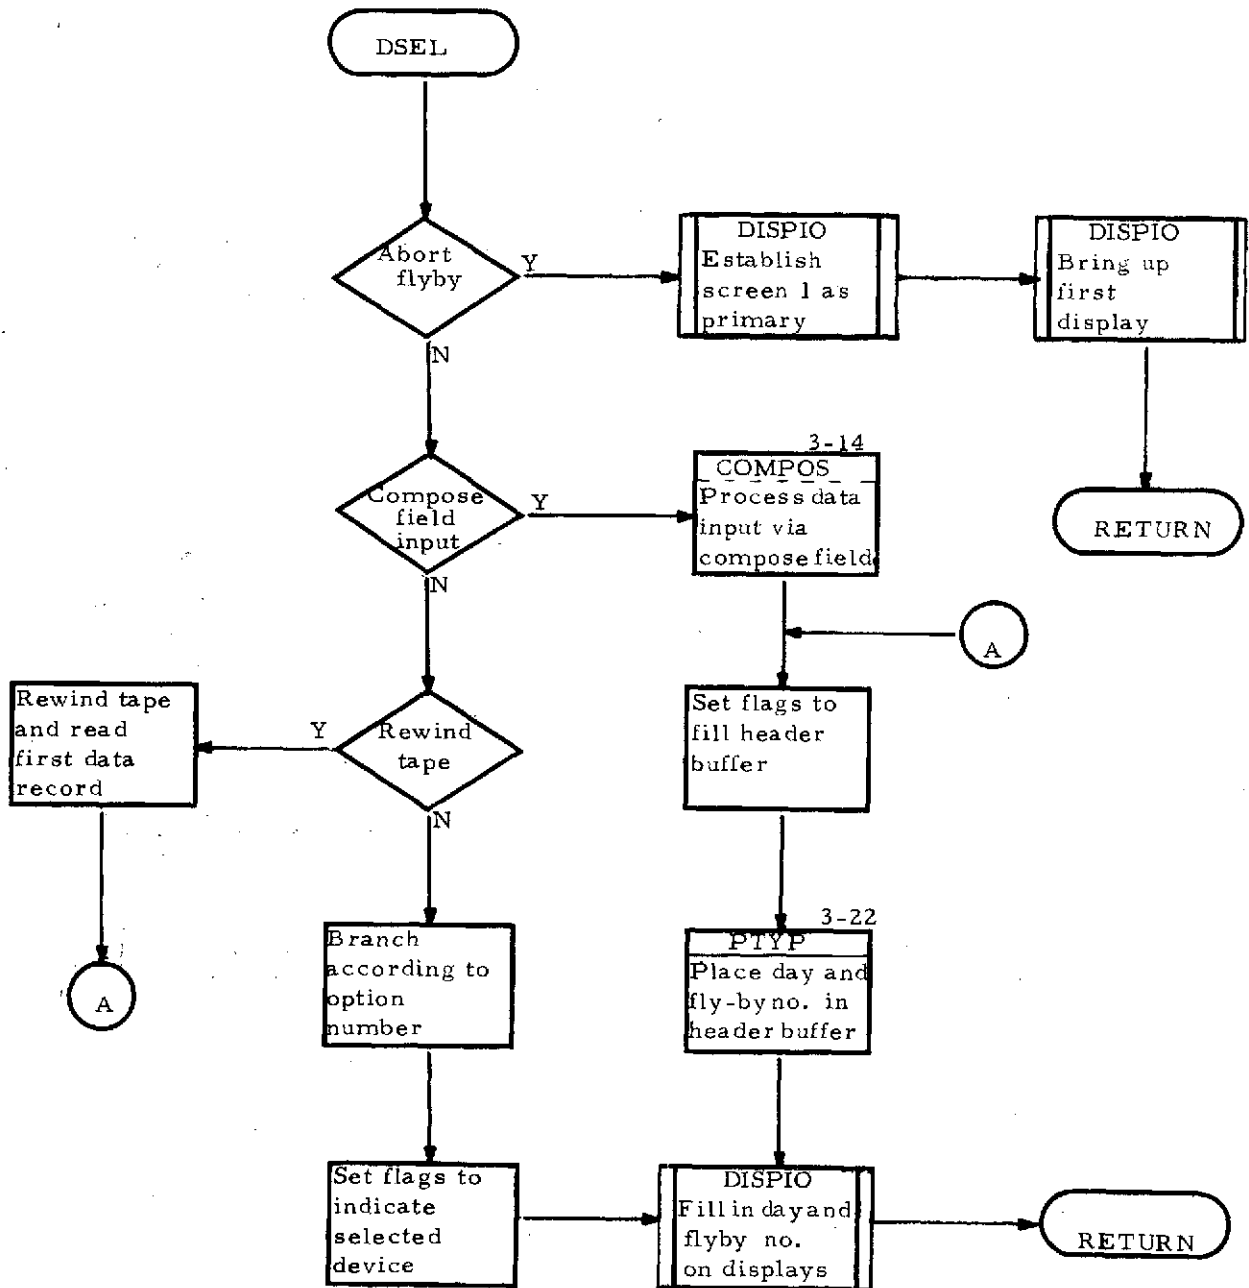 DSEL
Abort
flyby
Y
N
DISPIO
Establish
screen 1 as
primary
DISPIO
Bring up
first
display
RETURN
Compose
field
input
Y
N
3-14
COMPOS
Process data
input via
compose field
A
Rewind tape
and read
first data
record
Y
Rewind
tape
N
Set flags to
fill header
buffer
A
Branch
according to
option
number
3-22
PTYP
Place day and
fly-by no. in
header buffer
Set flags to
indicate
selected
device
DISPIO
Fill in day and
flyby no.
on displays
RETURN